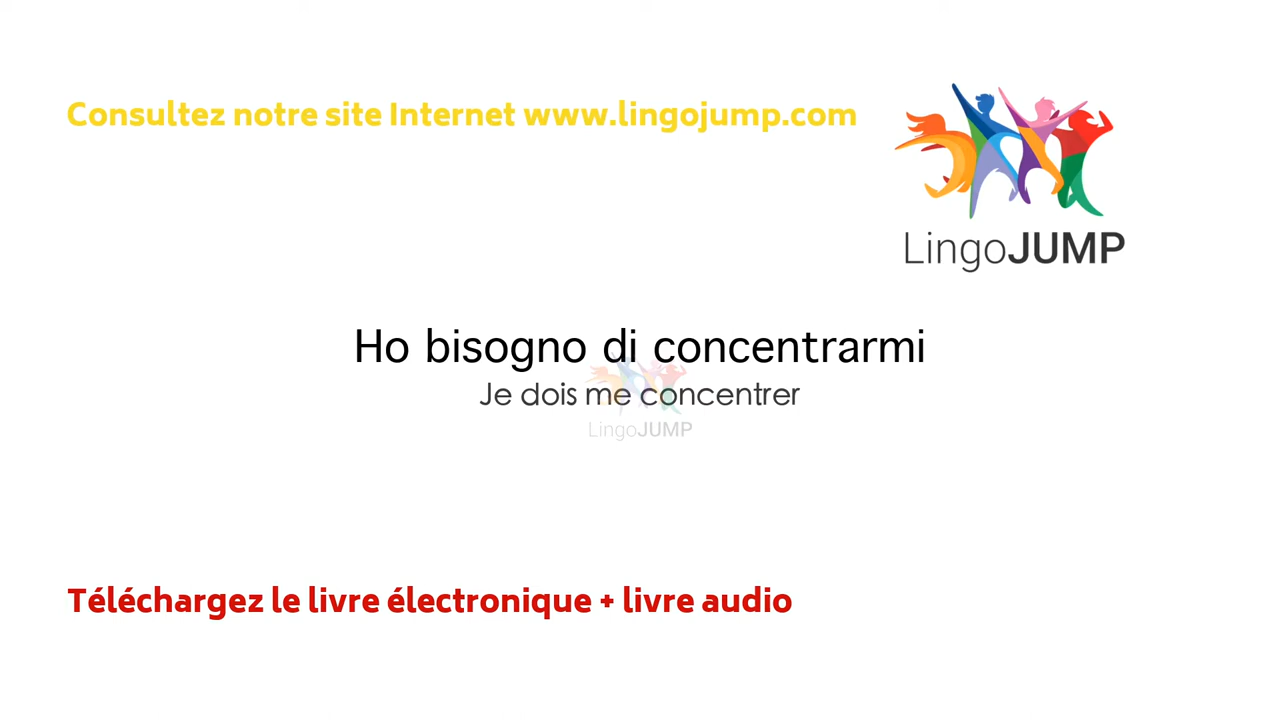 Consultez notre site Internet www.lingojump.com
LingoJUMP
Ho bisogno di concentrarmi
Je dois me concentrer
LingoJUMP
Téléchargez le livre électronique + livre audio